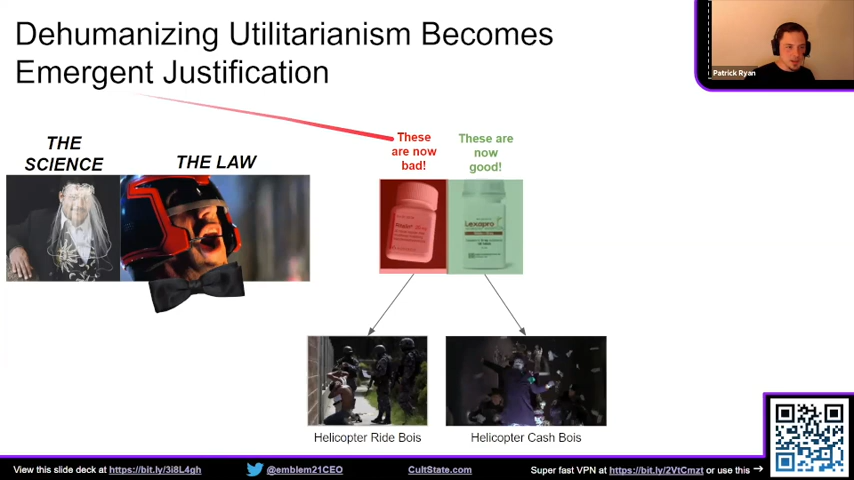 Dehumanizing Utilitarianism Becomes
Emergent Justification
Patrick Ryan
THE
SCIENCE
THE LAW
These
are now
bad!
These are
now
good!
Lexapro
Helicopter Ride Bois
Helicopter Cash Bois
View this slide deck at https://bit.ly/3i8L4gh
@emblem21CEO
CultState.com
Super fast VPN at https://bit.ly/2VtCmzt or use this →